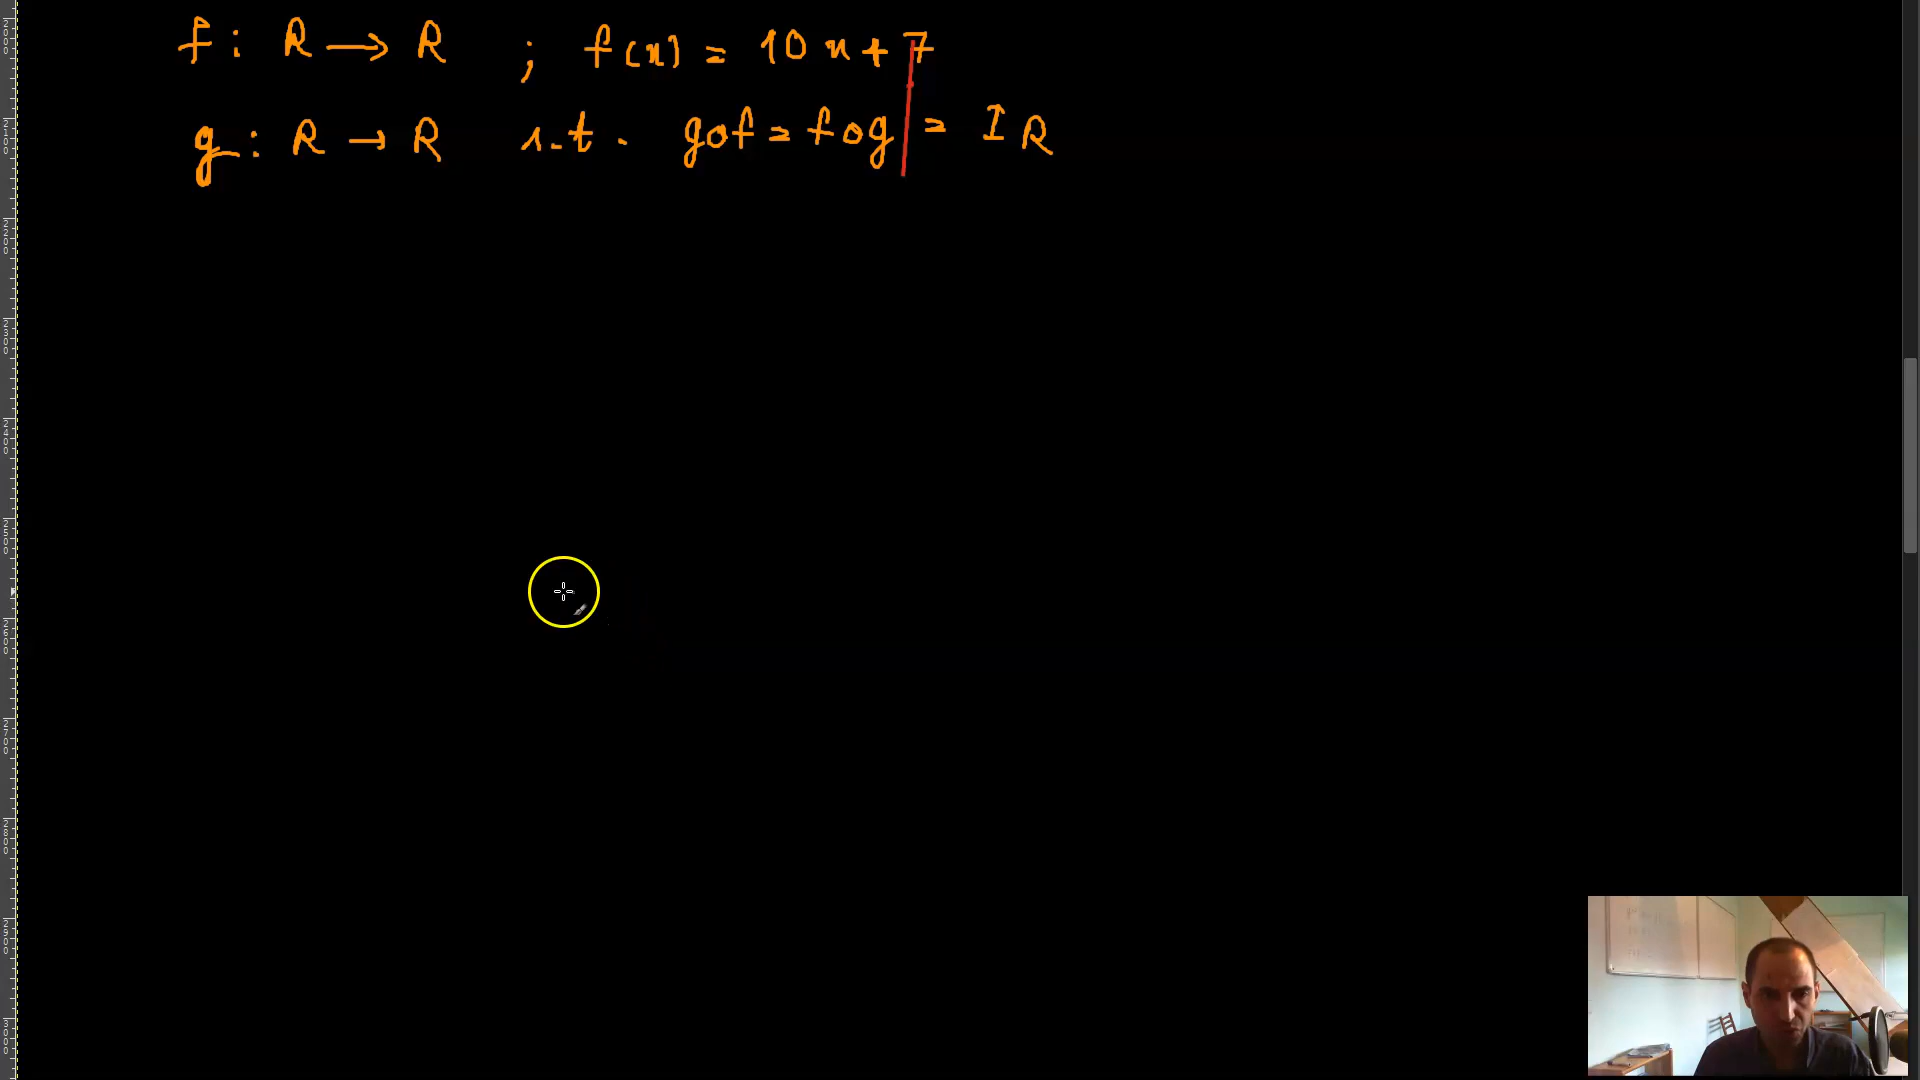 f : R → R ; f(x) = 10x + 7
g : R → R s.t. gof = fog = I R